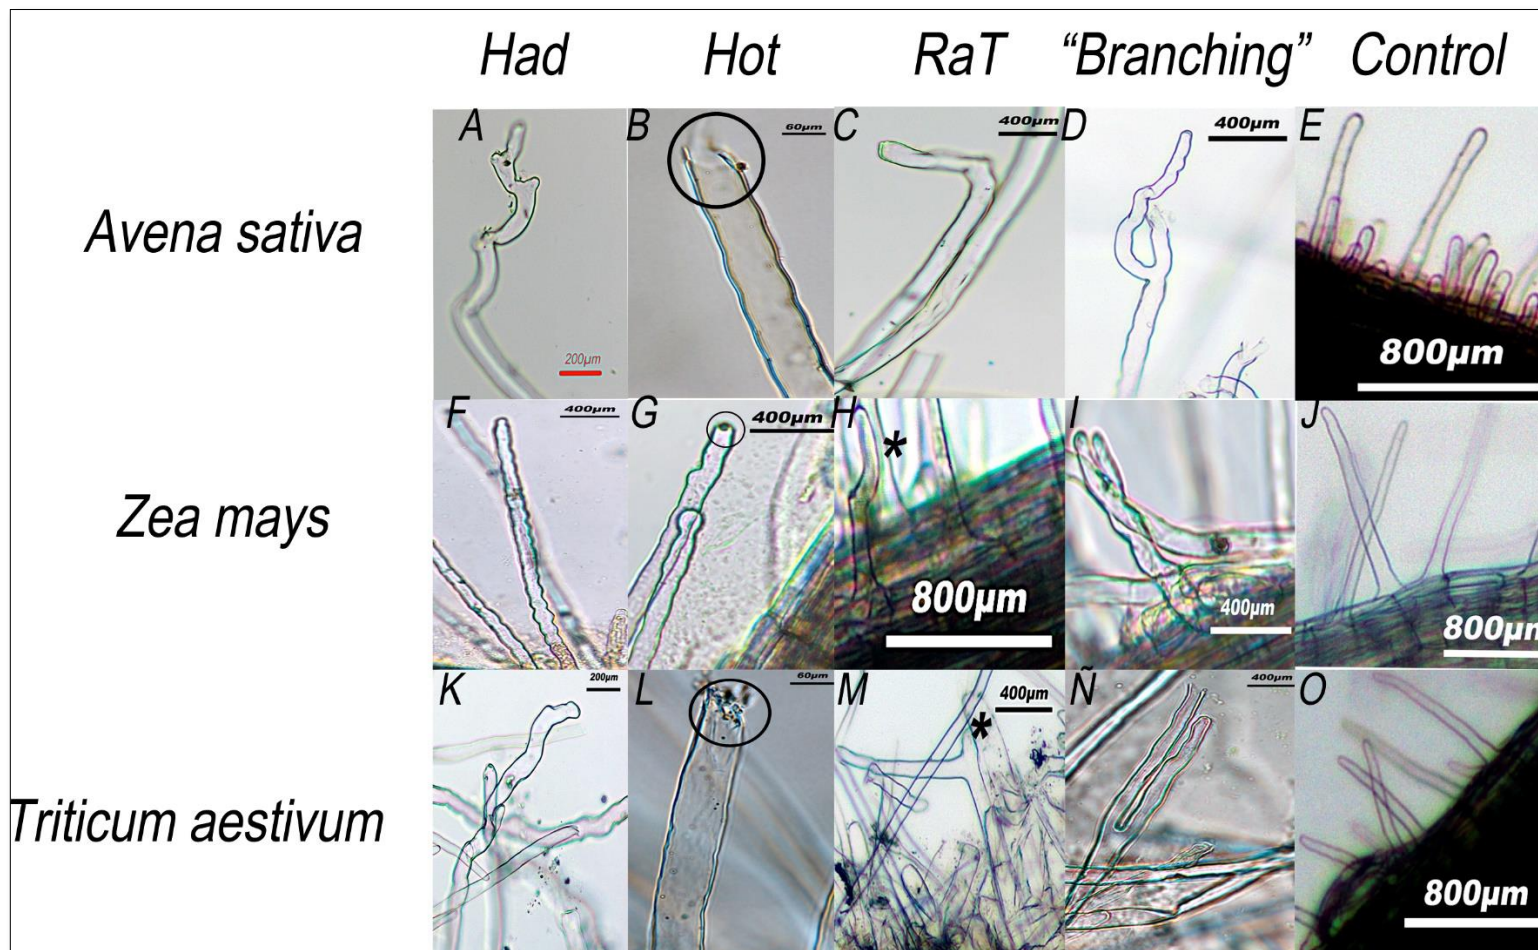 Had Hot RaT “Branching” Control
Avena sativa
A B 60µm C 400µm D 400µm E
200µm 800µm
Zea mays
F 400µm G 400µm H * I J
800µm 400µm 800µm
Triticum aestivum
K 200µm L 60µm M 400µm * Ñ 400µm O
800µm